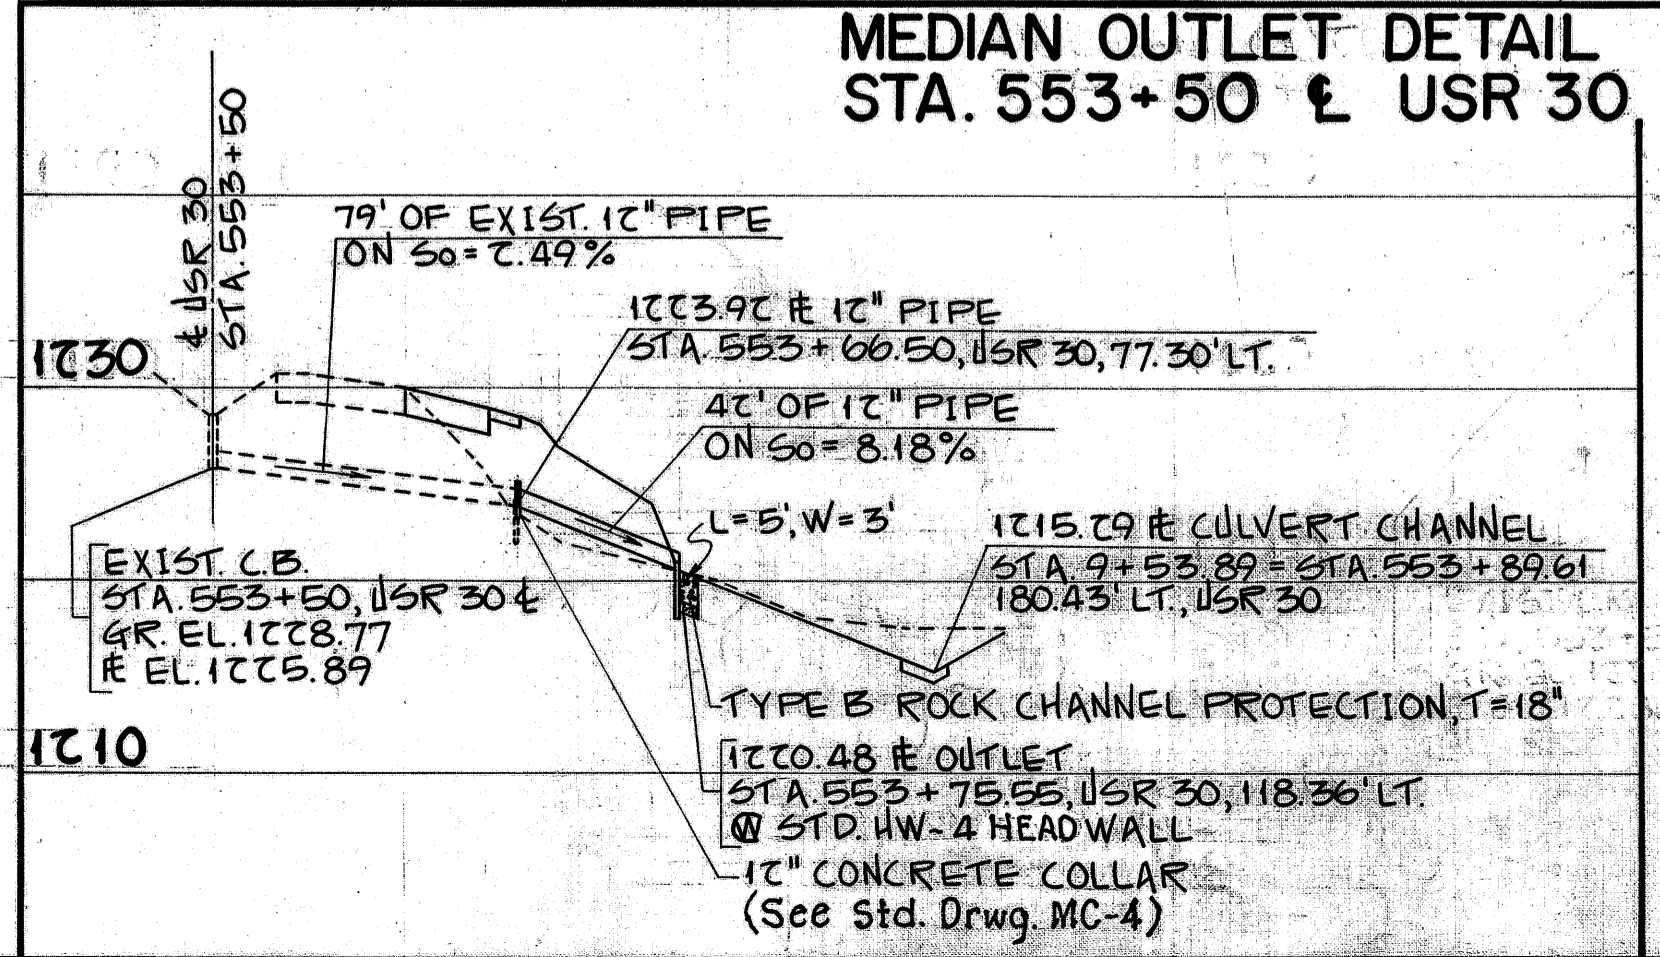 MEDIAN OUTLET DETAIL
STA. 553+50 ℄ USR 30
℄ USR 30
STA. 553+50
79' OF EXIST. 12" PIPE
ON So = 2.49%
1223.92 ⅊ 12" PIPE
STA. 553+66.50, USR 30, 77.30' LT.
1230
42' OF 12" PIPE
ON So = 8.18%
L=5', W=3'
1215.29 ⅊ CULVERT CHANNEL
STA. 9+53.89 = STA. 553+89.61
180.43' LT., USR 30
EXIST. C.B.
STA. 553+50, USR 30 ℄
GR. EL. 1228.77
⅊ EL. 1225.89
TYPE B ROCK CHANNEL PROTECTION, T=18"
1210
1220.48 ⅊ OUTLET
STA. 553+75.55, USR 30, 118.36' LT.
W STD. HW-4 HEADWALL
12" CONCRETE COLLAR
(See Std. Drwg. MC-4)